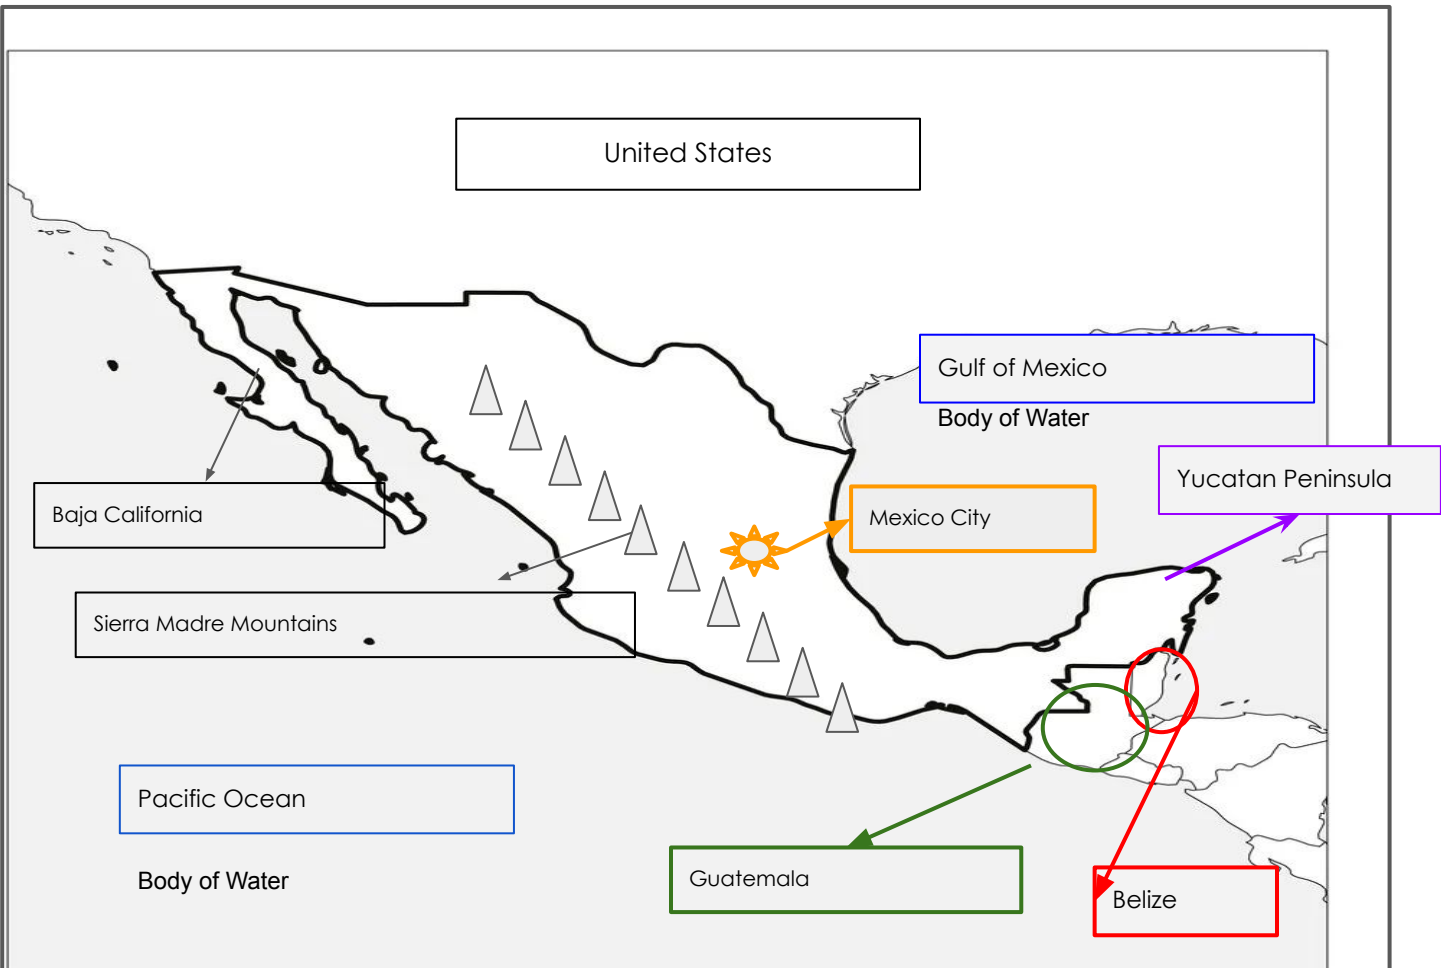 United States
Gulf of Mexico
Body of Water
Yucatan Peninsula
Mexico City
Baja California
Sierra Madre Mountains
Pacific Ocean
Body of Water
Guatemala
Belize